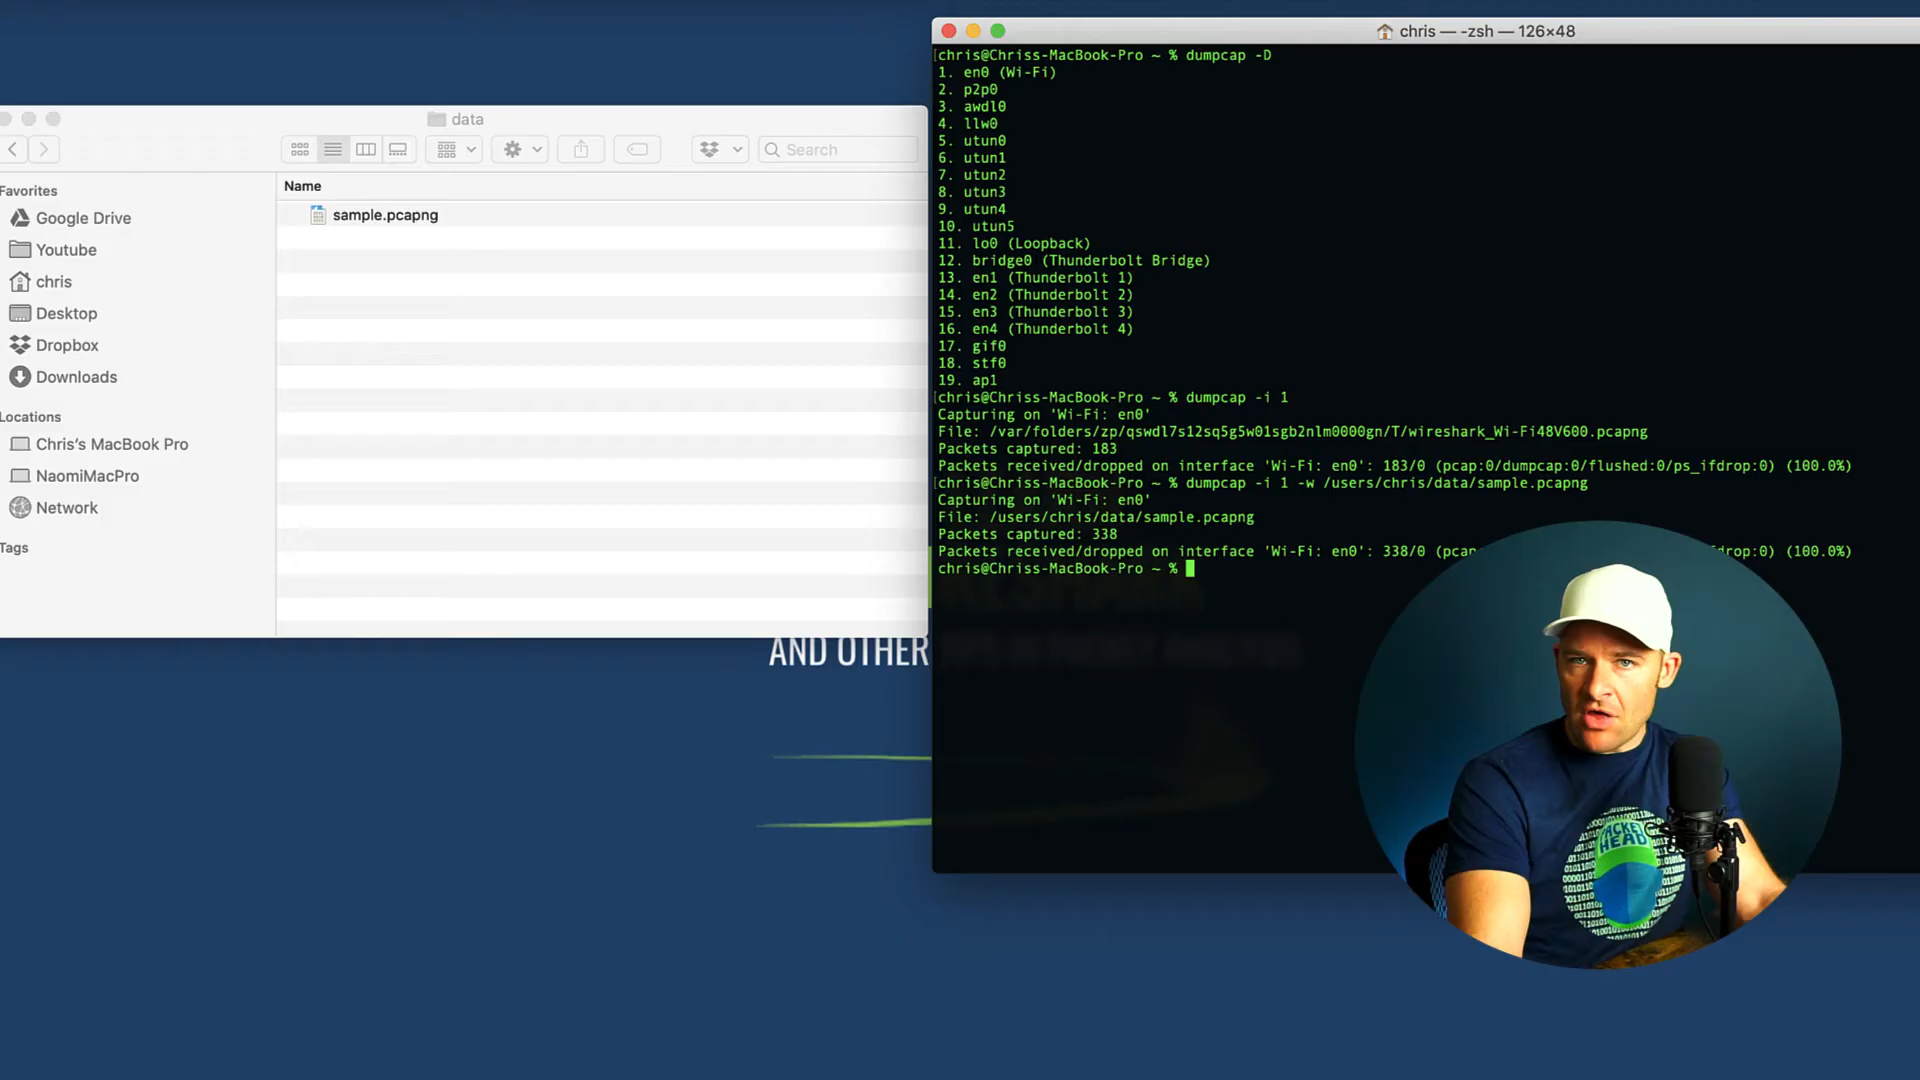 data
Search
Favorites
Google Drive
Youtube
chris
Desktop
Dropbox
Downloads
Locations
Chris's MacBook Pro
NaomiMacPro
Network
Tags
Name
sample.pcapng
AND OTHER
chris — -zsh — 126×48
[chris@Chriss-MacBook-Pro ~ % dumpcap -D
1. en0 (Wi-Fi)
2. p2p0
3. awdl0
4. llw0
5. utun0
6. utun1
7. utun2
8. utun3
9. utun4
10. utun5
11. lo0 (Loopback)
12. bridge0 (Thunderbolt Bridge)
13. en1 (Thunderbolt 1)
14. en2 (Thunderbolt 2)
15. en3 (Thunderbolt 3)
16. en4 (Thunderbolt 4)
17. gif0
18. stf0
19. ap1
[chris@Chriss-MacBook-Pro ~ % dumpcap -i 1
Capturing on 'Wi-Fi: en0'
File: /var/folders/zp/qswdl7s12sq5g5w01sgb2nlm0000gn/T/wireshark_Wi-Fi48V600.pcapng
Packets captured: 183
Packets received/dropped on interface 'Wi-Fi: en0': 183/0 (pcap:0/dumpcap:0/flushed:0/ps_ifdrop:0) (100.0%)
[chris@Chriss-MacBook-Pro ~ % dumpcap -i 1 -w /users/chris/data/sample.pcapng
Capturing on 'Wi-Fi: en0'
File: /users/chris/data/sample.pcapng
Packets captured: 338
Packets received/dropped on interface 'Wi-Fi: en0': 338/0 (pcap drop:0) (100.0%)
chris@Chriss-MacBook-Pro ~ %
PACKET
HEAD